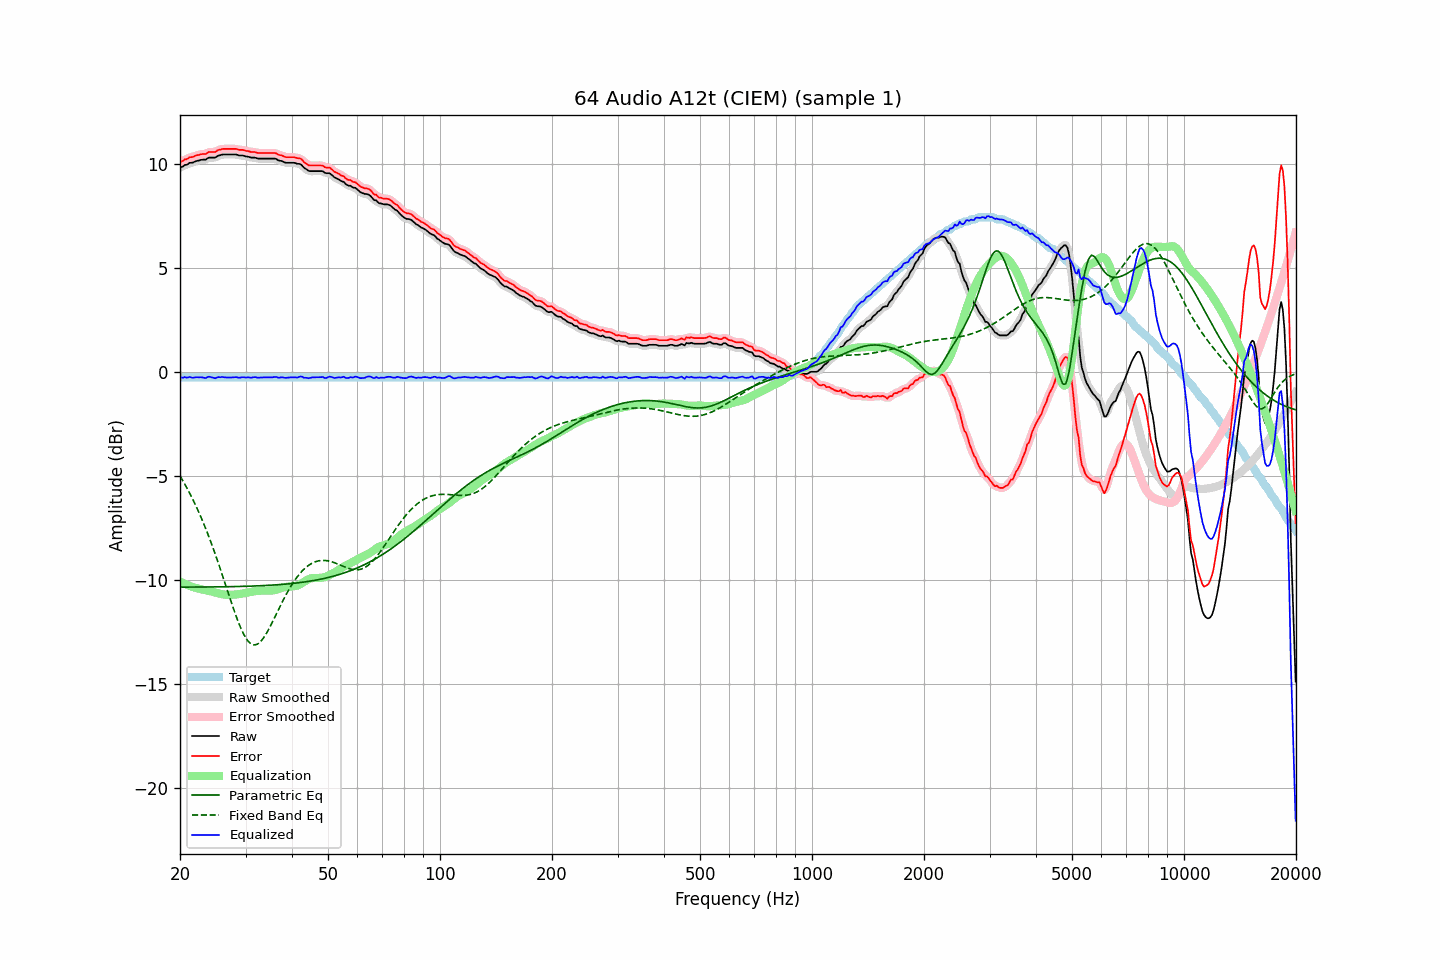 64 Audio A12t (CIEM) (sample 1)
10
5
0
−5
−10
−15
−20
Amplitude (dBr)
Target
Raw Smoothed
Error Smoothed
Raw
Error
Equalization
Parametric Eq
Fixed Band Eq
Equalized
20 50 100 200 500 1000 2000 5000 10000 20000
Frequency (Hz)